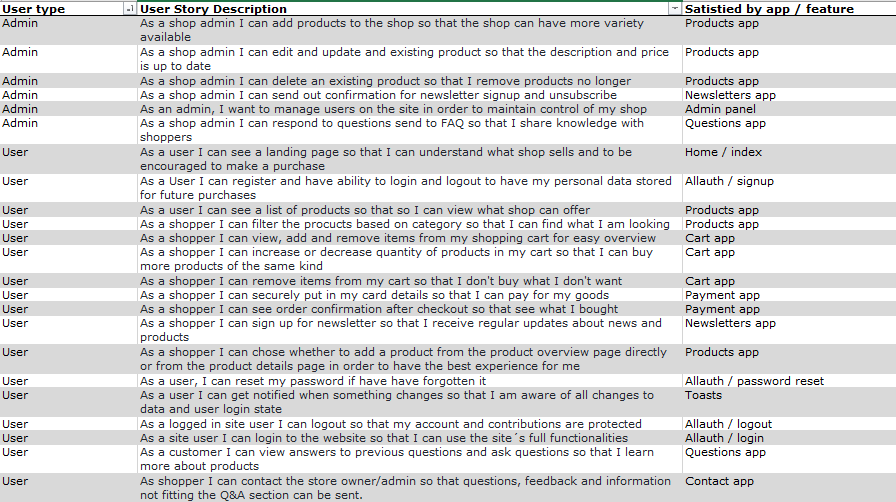 User type User Story Description Satistied by app / feature
Admin As a shop admin I can add products to the shop so that the shop can have more variety Products app
available
Admin As a shop admin I can edit and update and existing product so that the description and price Products app
is up to date
Admin As a shop admin I can delete an existing product so that I remove products no longer Products app
Admin As a shop admin I can send out confirmation for newsletter signup and unsubscribe Newsletters app
Admin As an admin, I want to manage users on the site in order to maintain control of my shop Admin panel
Admin As a shop admin I can respond to questions send to FAQ so that I share knowledge with Questions app
shoppers
User As a user I can see a landing page so that I can understand what shop sells and to be Home / index
encouraged to make a purchase
User As a User I can register and have ability to login and logout to have my personal data stored Allauth / signup
for future purchases
User As a user I can see a list of products so that so I can view what shop can offer Products app
User As a shopper I can filter the procucts based on category so that I can find what I am looking Products app
User As a shopper I can view, add and remove items from my shopping cart for easy overview Cart app
User As a shopper I can increase or decrease quantity of products in my cart so that I can buy Cart app
more products of the same kind
User As a shopper I can remove items from my cart so that I don't buy what I don't want Cart app
User As a shopper I can securely put in my card details so that I can pay for my goods Payment app
User As a shopper I can see order confirmation after checkout so that see what I bought Payment app
User As a shopper I can sign up for newsletter so that I receive regular updates about news and Newsletters app
products
User As a shopper I can chose whether to add a product from the product overview page directly Products app
or from the product details page in order to have the best experience for me
User As a user, I can reset my password if have have forgotten it Allauth / password reset
User As a user I can get notified when something changes so that I am aware of all changes to Toasts
data and user login state
User As a logged in site user I can logout so that my account and contributions are protected Allauth / logout
User As a site user I can login to the website so that I can use the site´s full functionalities Allauth / login
User As a customer I can view answers to previous questions and ask questions so that I learn Questions app
more about products
User As shopper I can contact the store owner/admin so that questions, feedback and information Contact app
not fitting the Q&A section can be sent.